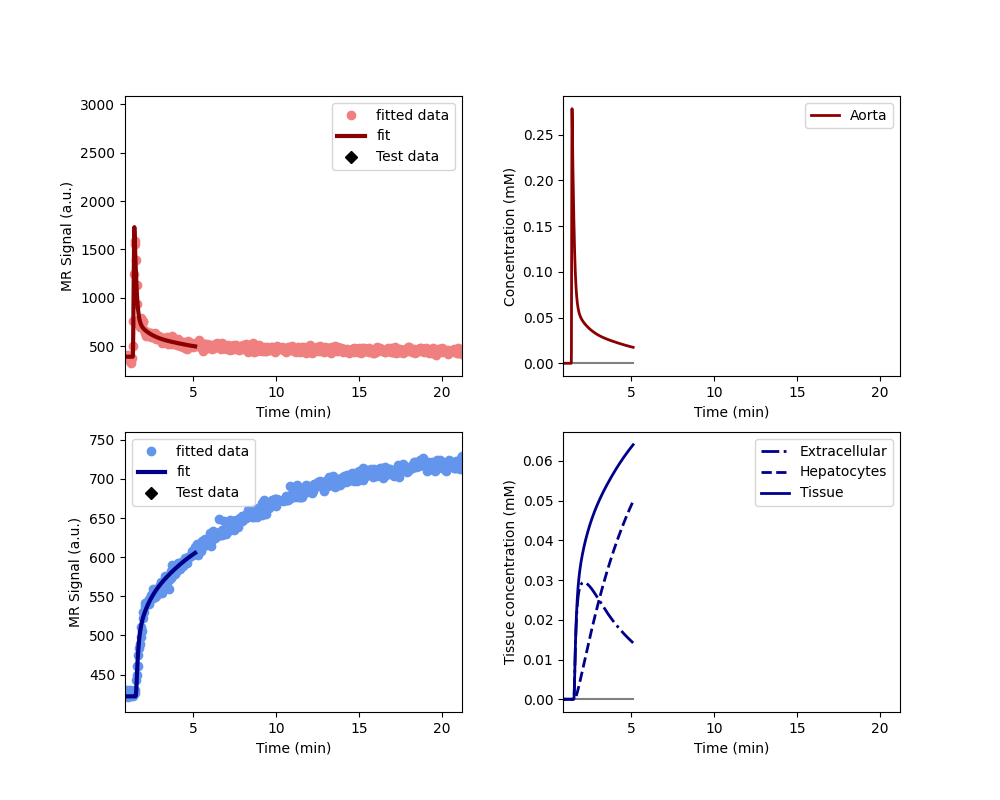 3000
2500
2000
1500
1000
500
MR Signal (a.u.)
5
10
15
20
Time (min)
fitted data
fit
Test data
0.25
0.20
0.15
0.10
0.05
0.00
Concentration (mM)
5
10
15
20
Time (min)
Aorta
750
700
650
600
550
500
450
MR Signal (a.u.)
5
10
15
20
Time (min)
fitted data
fit
Test data
0.06
0.05
0.04
0.03
0.02
0.01
0.00
Tissue concentration (mM)
5
10
15
20
Time (min)
Extracellular
Hepatocytes
Tissue